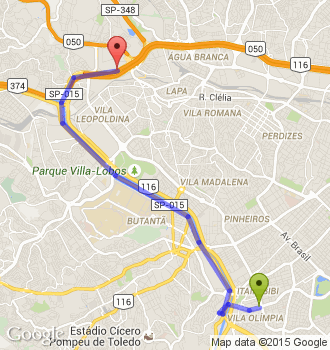 SP-348
050
050
116
ÁGUA BRANCA
374
SP-015
LAPA
R. Clélia
VILA
LEOPOLDINA
VILA ROMANA
PERDIZES
Parque Villa-Lobos
116
VILA MADALENA
SP-015
BUTANTÃ
PINHEIROS
Av. Brasil
116
ITAIM BIBI
VILA OLÍMPIA
Estádio Cícero
Pompeu de Toledo
Google
Map data ©2015 Google